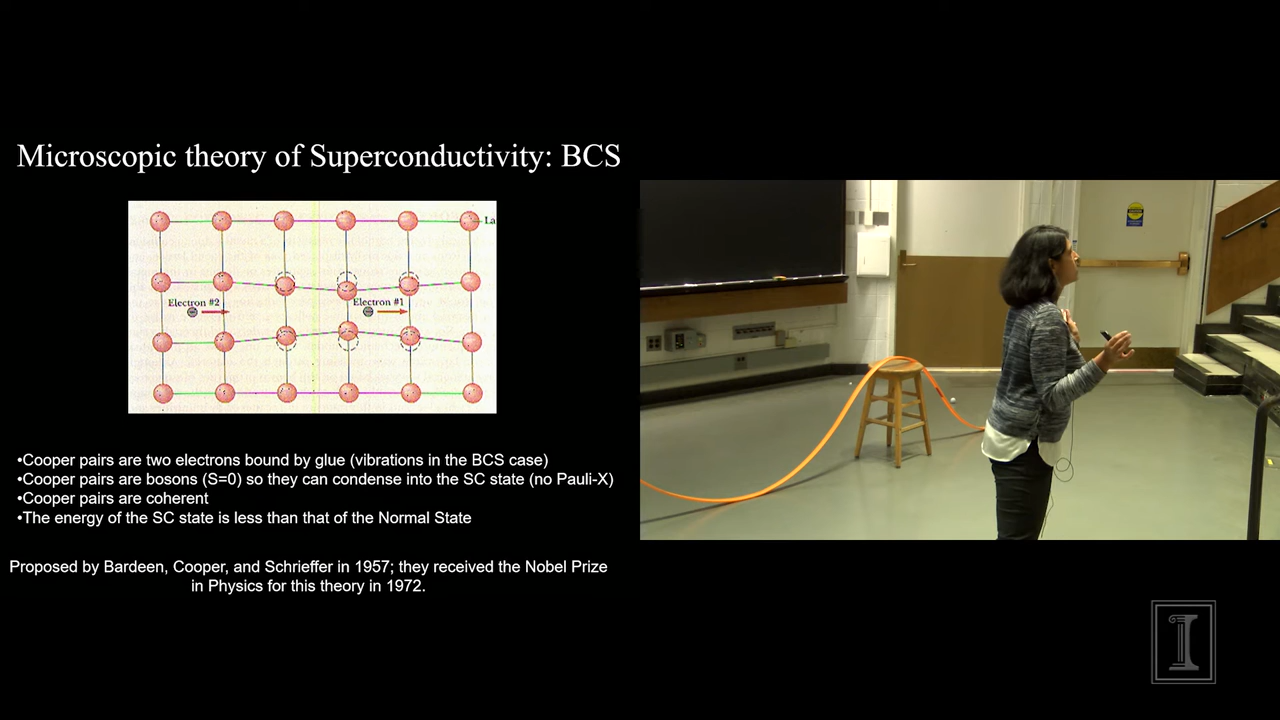 Microscopic theory of Superconductivity: BCS
La
Electron #2
Electron #1
•Cooper pairs are two electrons bound by glue (vibrations in the BCS case)
•Cooper pairs are bosons (S=0) so they can condense into the SC state (no Pauli-X)
•Cooper pairs are coherent
•The energy of the SC state is less than that of the Normal State
Proposed by Bardeen, Cooper, and Schrieffer in 1957; they received the Nobel Prize
in Physics for this theory in 1972.
I